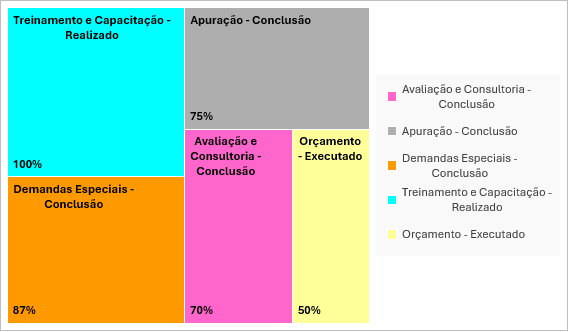 Treinamento e Capacitação -
Realizado
100%
Apuração - Conclusão
75%
Demandas Especiais -
Conclusão
87%
Avaliação e
Consultoria -
Conclusão
70%
Orçamento
- Executado
50%
Avaliação e Consultoria -
Conclusão
Apuração - Conclusão
Demandas Especiais -
Conclusão
Treinamento e Capacitação -
Realizado
Orçamento - Executado